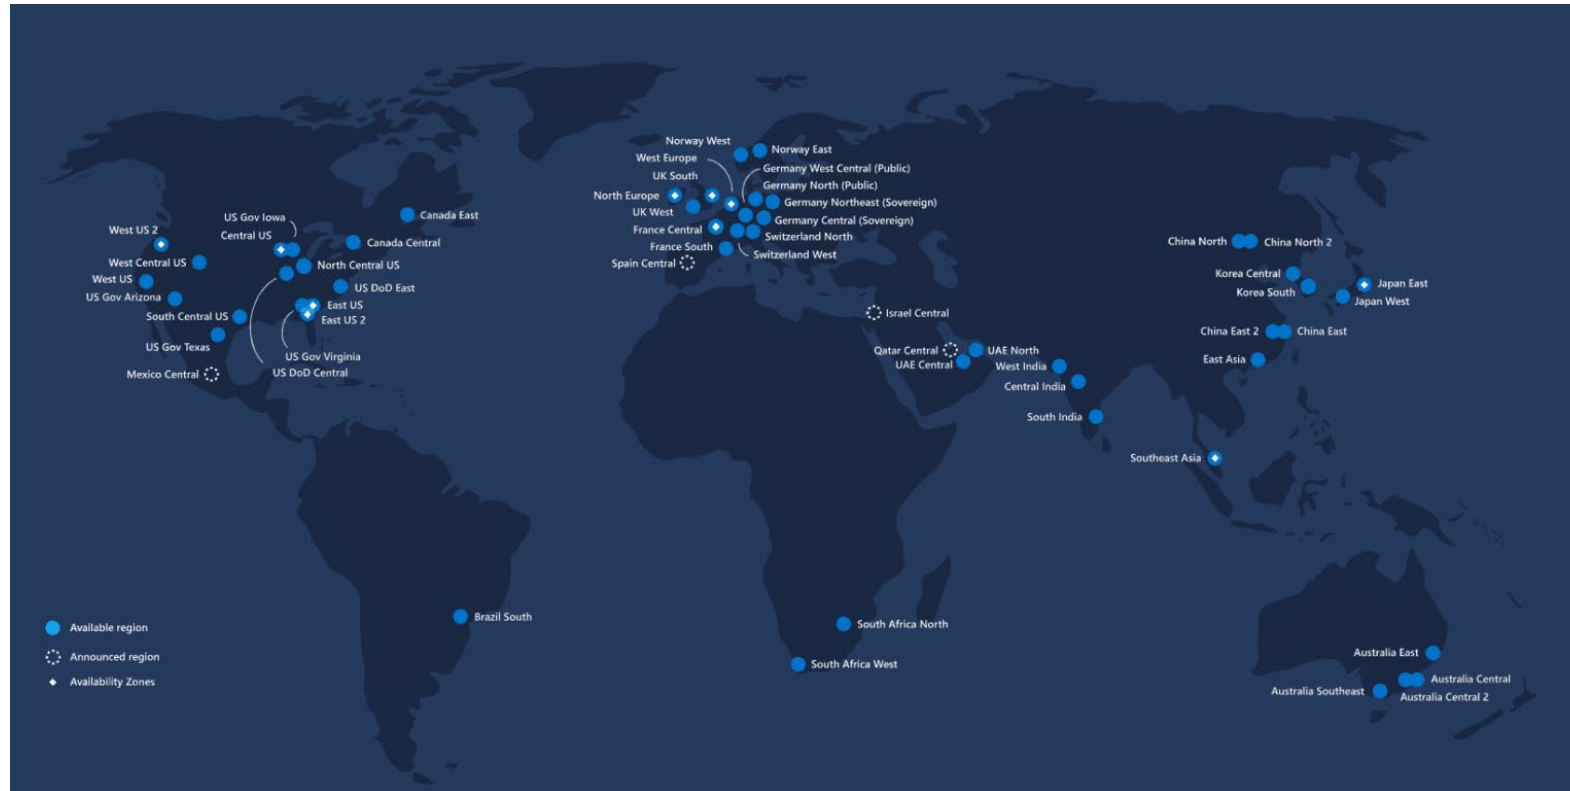 Norway West
Norway East
West Europe
Germany West Central (Public)
UK South
Germany North (Public)
North Europe
Germany Northeast (Sovereign)
UK West
Germany Central (Sovereign)
France Central
Switzerland North
France South
Switzerland West
Spain Central
US Gov Iowa
Canada East
West US 2
Central US
Canada Central
West Central US
North Central US
West US
US DoD East
US Gov Arizona
East US
South Central US
East US 2
US Gov Texas
US Gov Virginia
Mexico Central
US DoD Central
Israel Central
Qatar Central
UAE North
UAE Central
West India
Central India
South India
China North
China North 2
Korea Central
Korea South
Japan East
Japan West
China East 2
China East
East Asia
Southeast Asia
Brazil South
South Africa North
South Africa West
Australia East
Australia Central
Australia Southeast
Australia Central 2
Available region
Announced region
Availability Zones